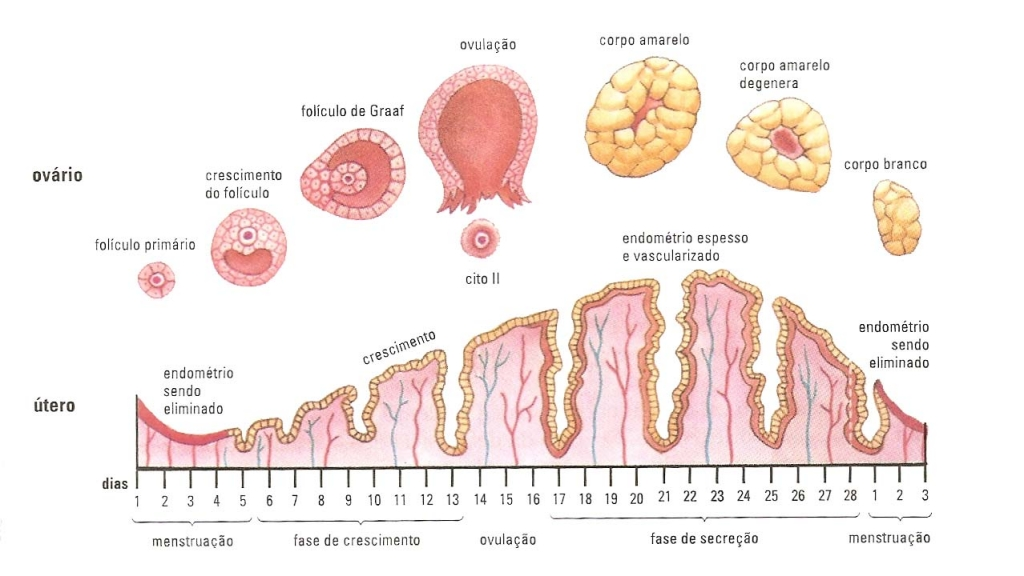 ovulação
corpo amarelo
corpo amarelo
degenera
folículo de Graaf
corpo branco
ovário
crescimento
do folículo
folículo primário
endométrio espesso
e vascularizado
cito II
crescimento
endométrio
sendo
eliminado
endométrio
sendo
eliminado
útero
dias
1 2 3 4 5 6 7 8 9 10 11 12 13 14 15 16 17 18 19 20 21 22 23 24 25 26 27 28 1 2 3
menstruação fase de crescimento ovulação fase de secreção menstruação